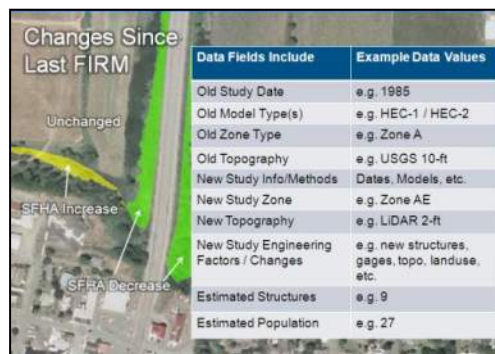 Changes Since
Last FIRM
Unchanged
SFHA Increase
SFHA Decrease
Data Fields Include Example Data Values
Old Study Date e.g. 1985
Old Model Type(s) e.g. HEC-1 / HEC-2
Old Zone Type e.g. Zone A
Old Topography e.g. USGS 10-ft
New Study Info/Methods Dates, Models, etc.
New Study Zone e.g. Zone AE
New Topography e.g. LiDAR 2-ft
New Study Engineering e.g. new structures,
Factors / Changes gages, topo, landuse,
etc.
Estimated Structures e.g. 9
Estimated Population e.g. 27